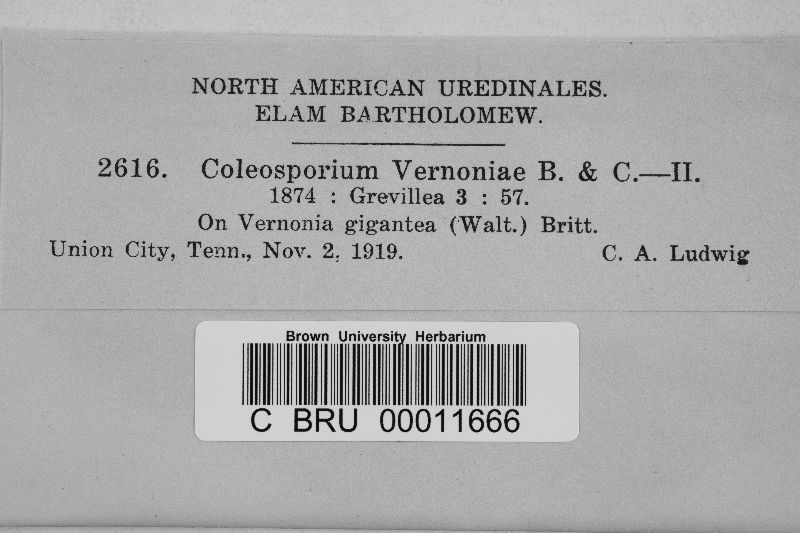 NORTH AMERICAN UREDINALES.
ELAM BARTHOLOMEW.
2616. Coleosporium Vernoniae B. & C.—II.
1874 : Grevillea 3 : 57.
On Vernonia gigantea (Walt.) Britt.
Union City, Tenn., Nov. 2, 1919. C. A. Ludwig
Brown University Herbarium
C BRU 00011666